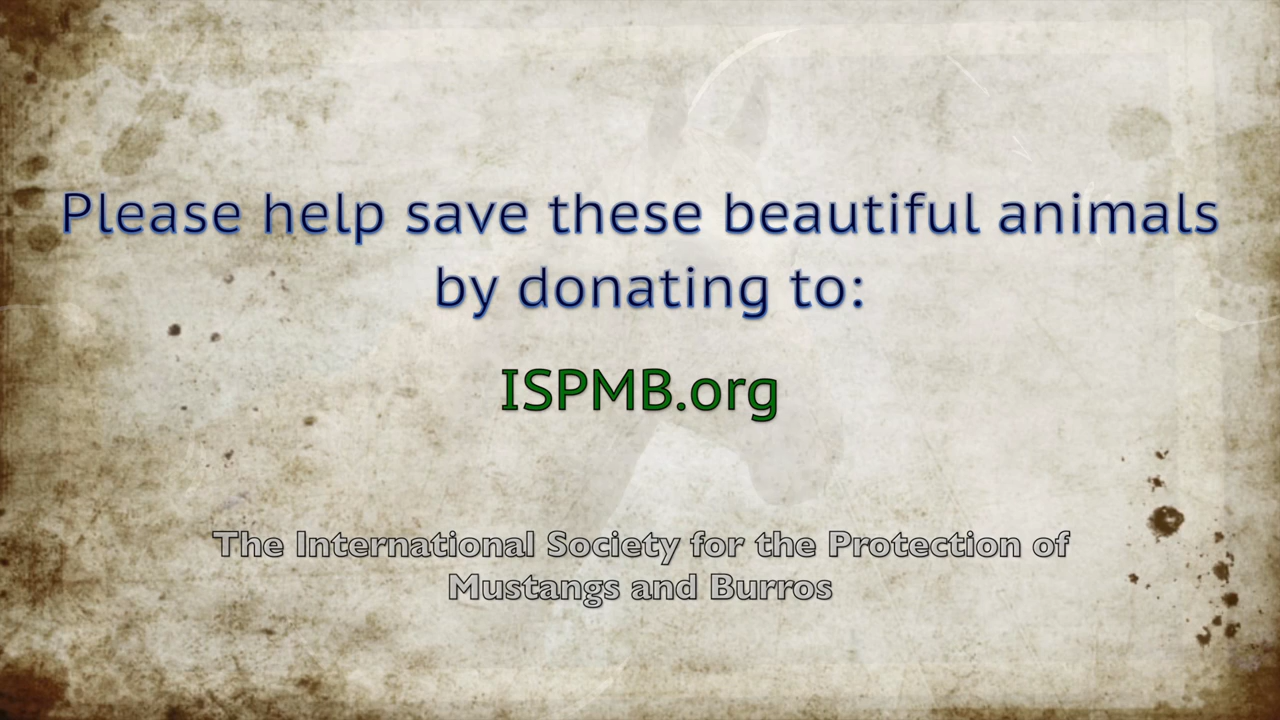 Please help save these beautiful animals
by donating to:
ISPMB.org
The International Society for the Protection of
Mustangs and Burros